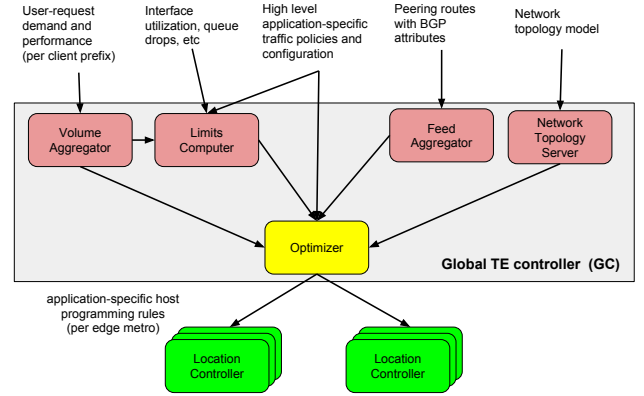 User-request
demand and
performance
(per client prefix)
Interface
utilization, queue
drops, etc
High level
application-specific
traffic policies and
configuration
Peering routes
with BGP
attributes
Network
topology model
Volume
Aggregator
Limits
Computer
Feed
Aggregator
Network
Topology
Server
Optimizer
Global TE controller (GC)
application-specific host
programming rules
(per edge metro)
Location
Controller
Location
Controller